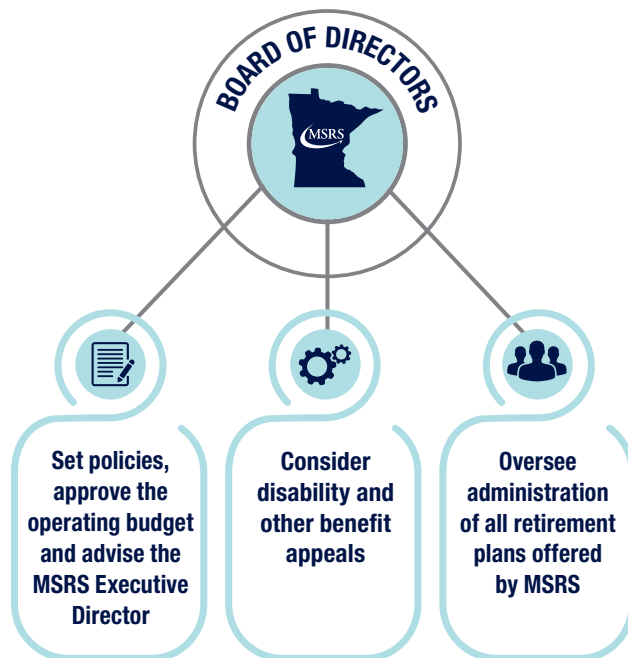 BOARD OF DIRECTORS
MSRS
Set policies,
approve the
operating budget
and advise the
MSRS Executive
Director
Consider
disability and
other benefit
appeals
Oversee
administration
of all retirement
plans offered
by MSRS